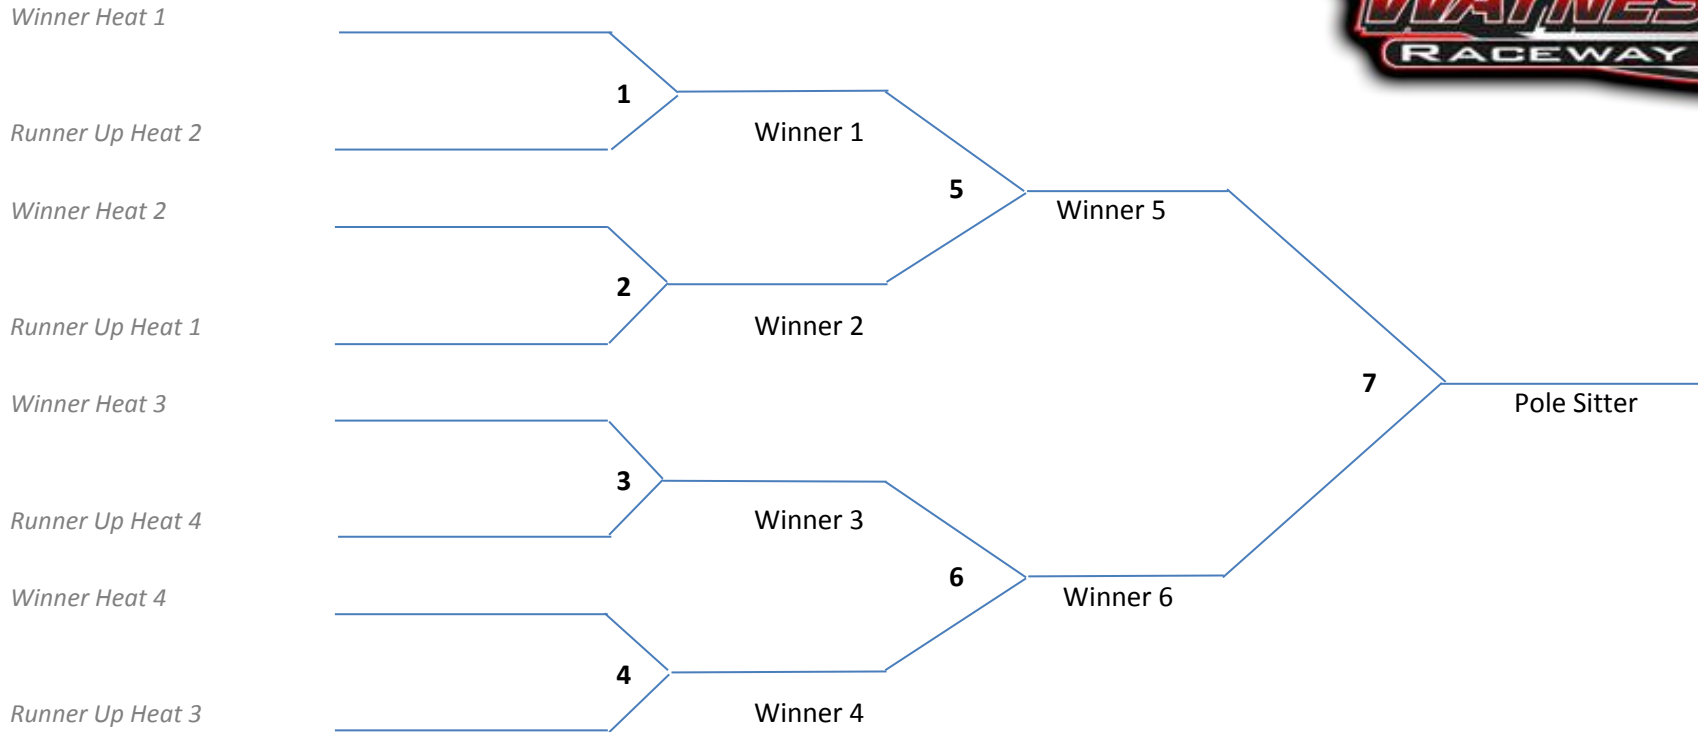 Winner Heat 1
RACEWAY
1
Runner Up Heat 2
Winner 1
5
Winner Heat 2
Winner 5
2
Runner Up Heat 1
Winner 2
7
Winner Heat 3
Pole Sitter
3
Runner Up Heat 4
Winner 3
6
Winner Heat 4
Winner 6
4
Runner Up Heat 3
Winner 4